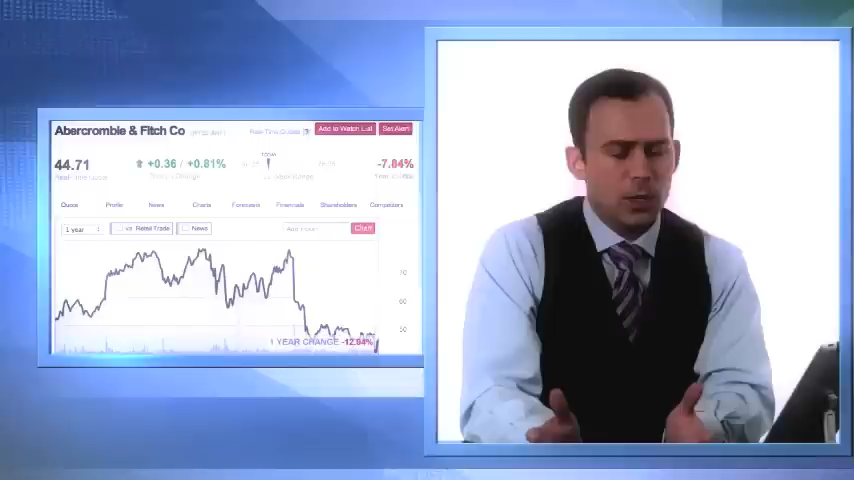 Abercrombie & Fitch Co
Add to Watch List
Set Alert
TODAY
44.71
+0.36 / +0.81%
-7.84%
Quote
Profile
News
Charts
Forecasts
Financials
Shareholders
Competitors
1 year
vs Retail Trade
News
Chart
70
60
50
1 YEAR CHANGE -12.04%